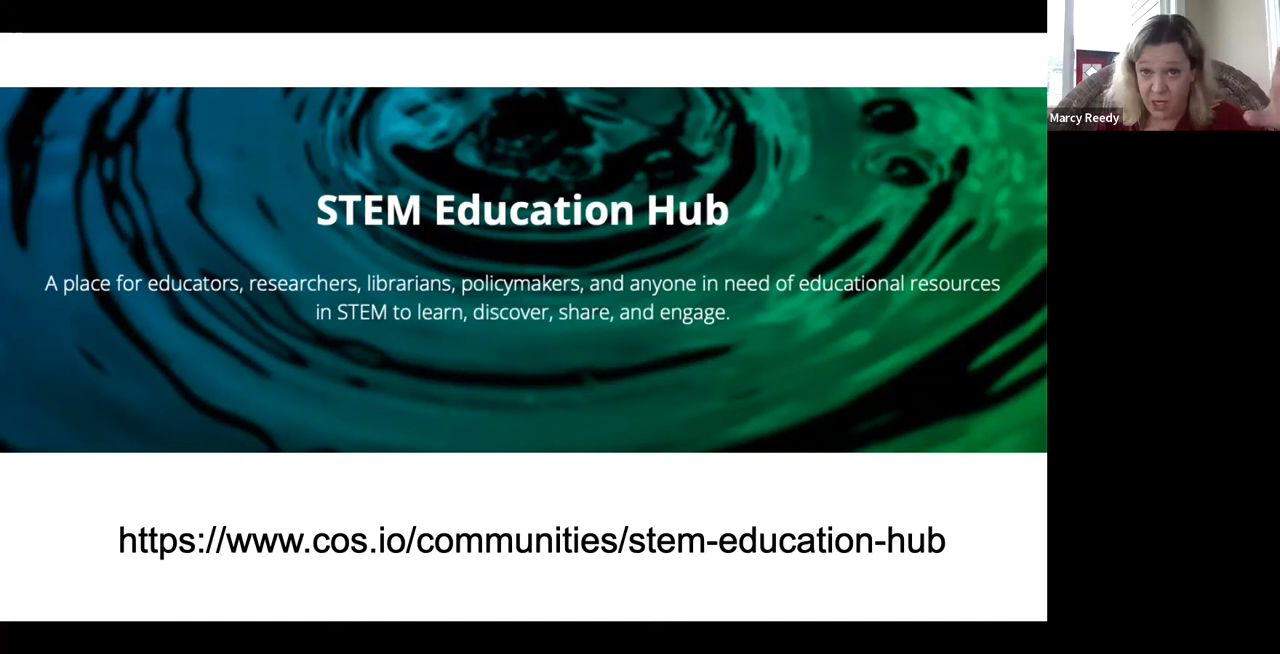 STEM Education Hub
A place for educators, researchers, librarians, policymakers, and anyone in need of educational resources
in STEM to learn, discover, share, and engage.
https://www.cos.io/communities/stem-education-hub
Marcy Reedy